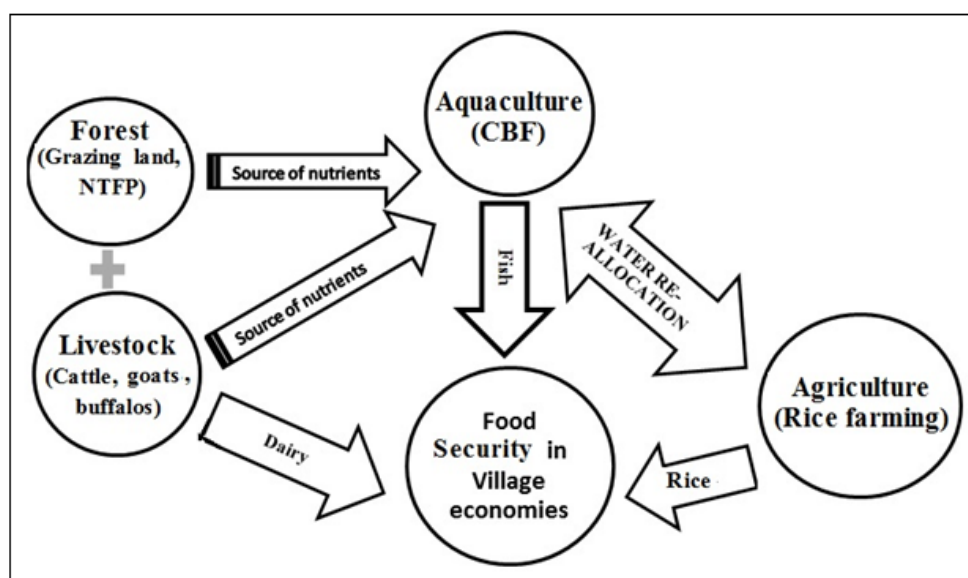 Aquaculture
(CBF)
Forest
(Grazing land,
NTFP)
Source of nutrients
Source of nutrients
Fish
WATER RE-
ALLOCATION
Livestock
(Cattle, goats,
buffalos)
Dairy
Food
Security in
Village
economies
Agriculture
(Rice farming)
Rice